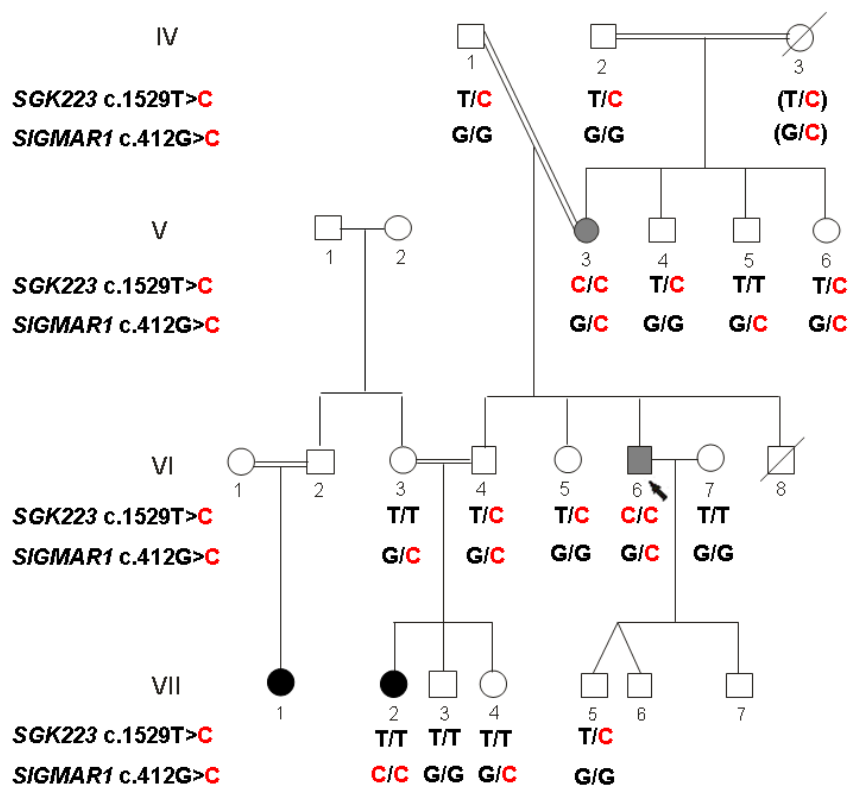 IV
1 2 3
SGK223 c.1529T>C T/C T/C (T/C)
SIGMAR1 c.412G>C G/G G/G (G/C)
V
1 2 3 4 5 6
SGK223 c.1529T>C C/C T/C T/T T/C
SIGMAR1 c.412G>C G/C G/G G/C G/C
VI
1 2 3 4 5 6 7 8
SGK223 c.1529T>C T/T T/C T/C C/C T/T
SIGMAR1 c.412G>C G/C G/C G/G G/C G/G
VII
1 2 3 4 5 6 7
SGK223 c.1529T>C T/T T/T T/T T/C
SIGMAR1 c.412G>C C/C G/G G/C G/G